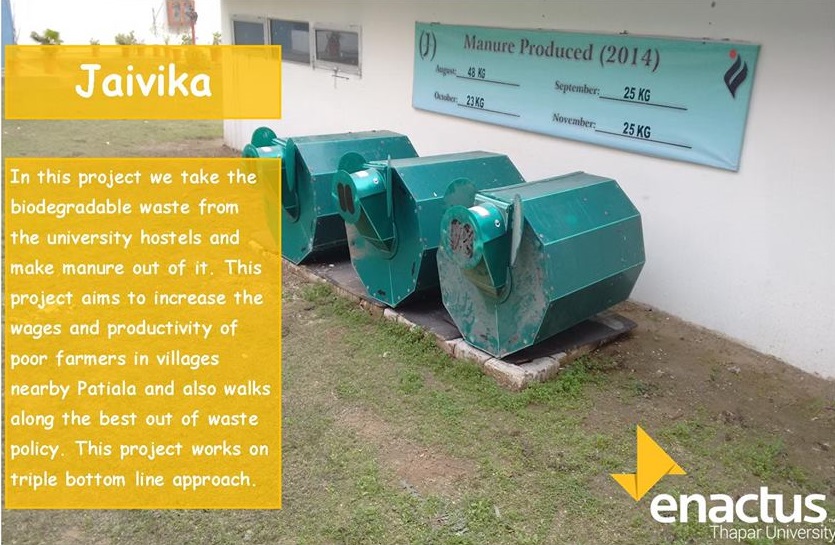 Jaivika
In this project we take the
biodegradable waste from
the university hostels and
make manure out of it. This
project aims to increase the
wages and productivity of
poor farmers in villages
nearby Patiala and also walks
along the best out of waste
policy. This project works on
triple bottom line approach.
(J) Manure Produced (2014)
August: 48 KG September: 25 KG
October: 23 KG November: 25 KG
enactus
Thapar University